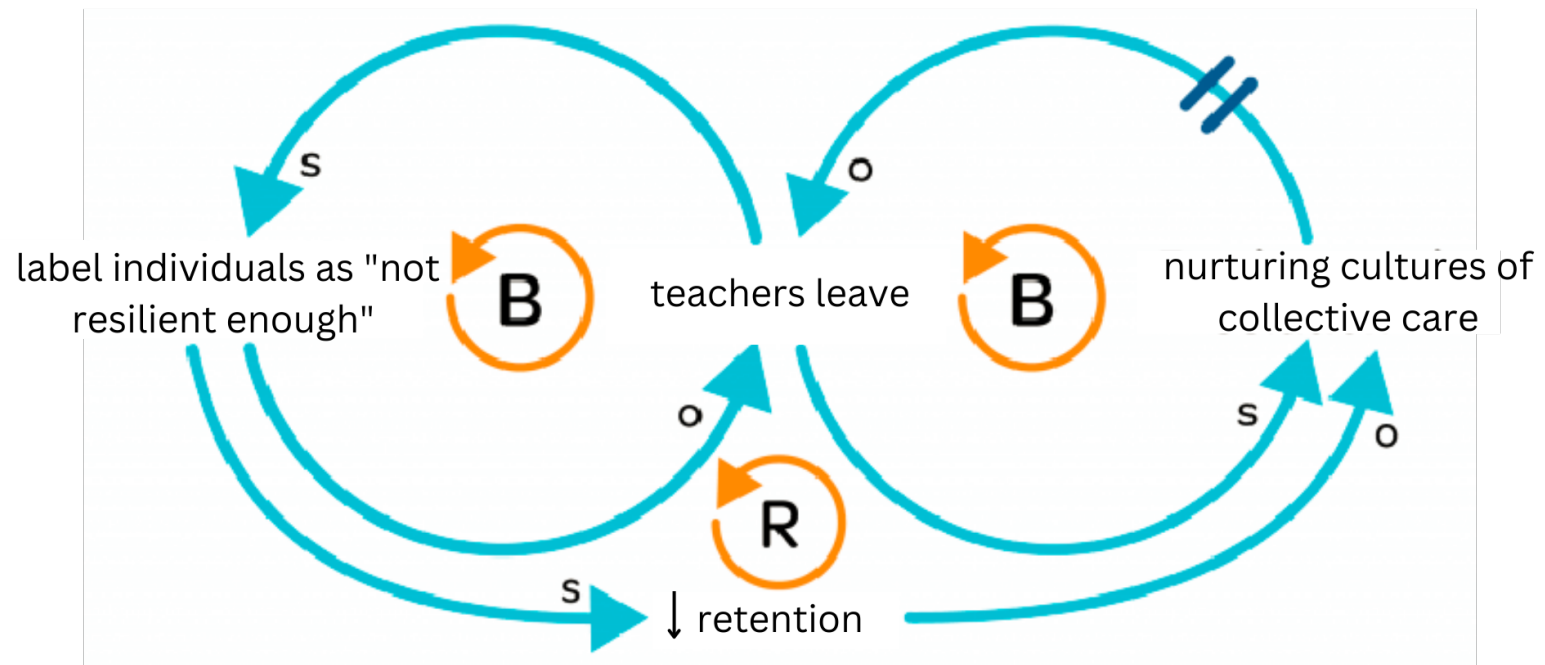 s
o
label individuals as "not
resilient enough"
B
teachers leave
B
nurturing cultures of
collective care
o
s
o
R
s
↓ retention